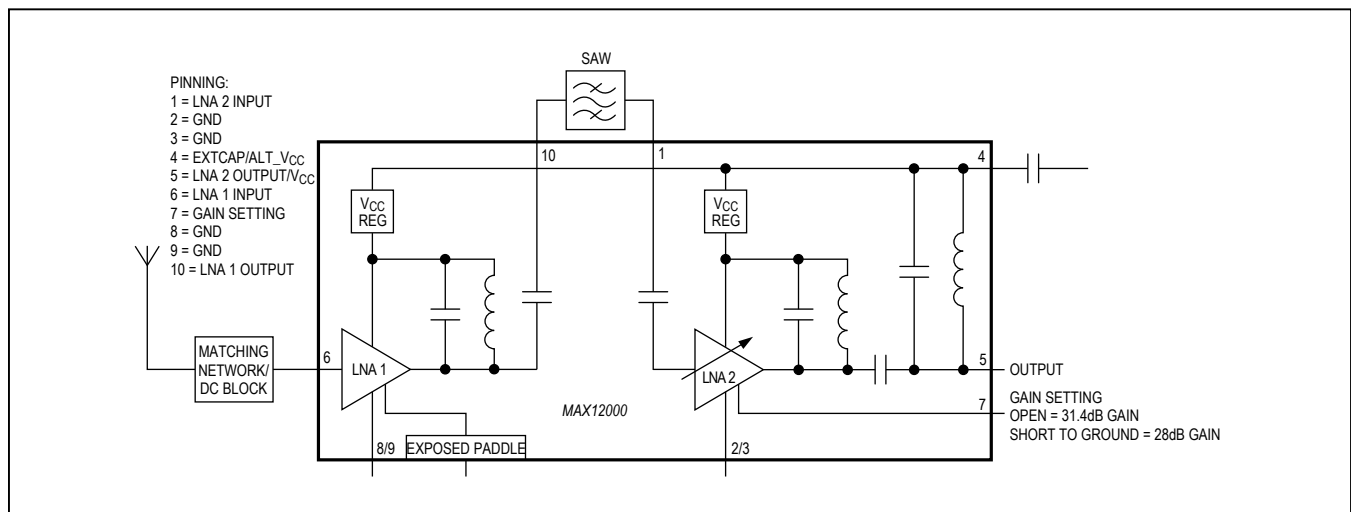 SAW
PINNING:
1 = LNA 2 INPUT
2 = GND
3 = GND
4 = EXTCAP/ALT_VCC
5 = LNA 2 OUTPUT/VCC
6 = LNA 1 INPUT
7 = GAIN SETTING
8 = GND
9 = GND
10 = LNA 1 OUTPUT
10
1
4
VCC
REG
VCC
REG
MATCHING
NETWORK/
DC BLOCK
6
LNA 1
LNA 2
5
OUTPUT
7
GAIN SETTING
OPEN = 31.4dB GAIN
SHORT TO GROUND = 28dB GAIN
MAX12000
8/9
EXPOSED PADDLE
2/3